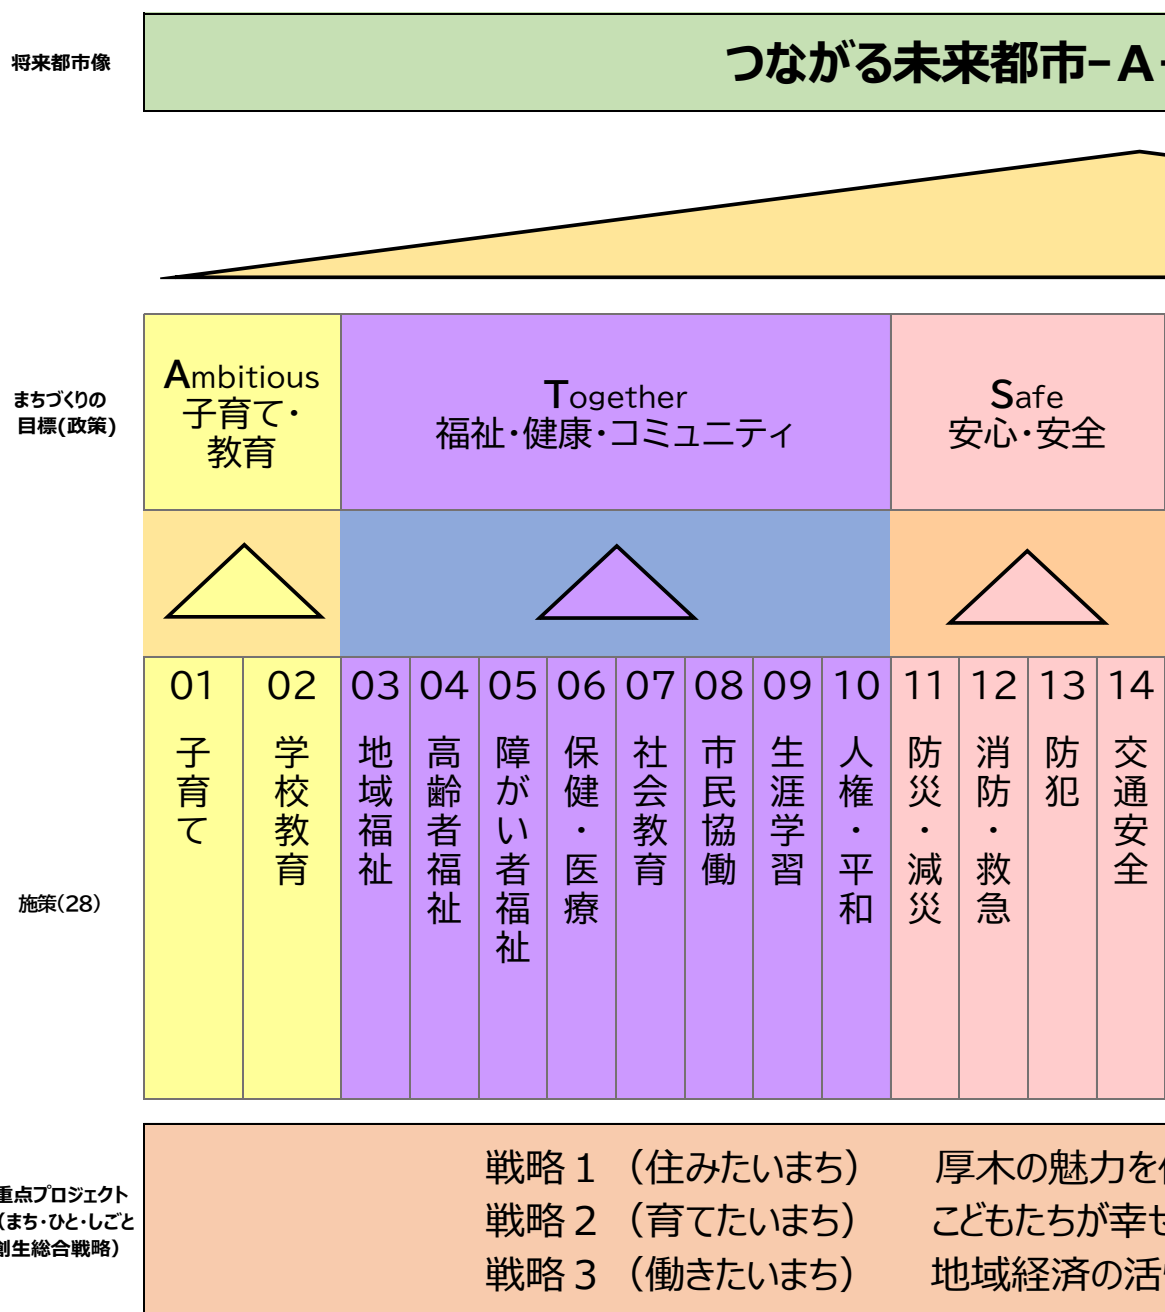 将来都市像
つながる未来都市-A-
まちづくりの
目標(政策)
Ambitious
子育て・
教育
Together
福祉・健康・コミュニティ
Safe
安心・安全
施策(28)
01 子育て
02 学校教育
03 地域福祉
04 高齢者福祉
05 障がい者福祉
06 保健・医療
07 社会教育
08 市民協働
09 生涯学習
10 人権・平和
11 防災・減災
12 消防・救急
13 防犯
14 交通安全
重点プロジェクト
(まち・ひと・しごと
創生総合戦略)
戦略1 (住みたいまち) 厚木の魅力を
戦略2 (育てたいまち) こどもたちが幸せ
戦略3 (働きたいまち) 地域経済の活